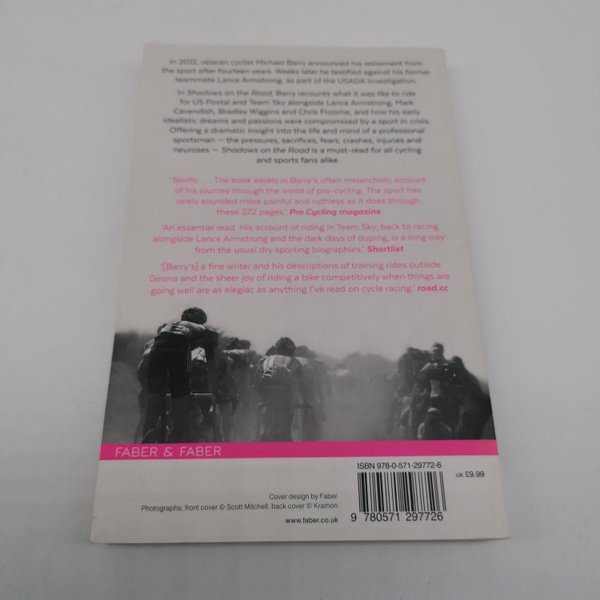 In 2012, veteran cyclist Michael Barry announced his retirement from
the sport after fourteen years. Weeks later he testified against his former
teammate Lance Armstrong, as part of the USADA investigation.
In Shadows on the Road, Barry recounts what it was like to ride
for US Postal and Team Sky alongside Lance Armstrong, Mark
Cavendish, Bradley Wiggins and Chris Froome, and how his early
idealistic dreams and passions were compromised by a sport in crisis.
Offering a dramatic insight into the life and mind of a professional
sportsman – the pressures, sacrifices, fears, crashes, injuries and
neuroses – Shadows on the Road is a must-read for all cycling
and sports fans alike.
'Terrific . . . The book excels in Barry's often melancholic account
of his journey through the world of pro-cycling. The sport has
rarely sounded more painful and ruthless as it does through
these 272 pages.' Pro Cycling magazine
'An essential read. His account of riding in Team Sky, back to racing
alongside Lance Armstrong and the dark days of doping, is a long way
from the usual dry sporting biographies.' Shortlist
'[Barry's] a fine writer and his descriptions of training rides outside
Girona and the sheer joy of riding a bike competitively when things are
going well are as elegiac as anything I've read on cycle racing.' road.cc
FABER & FABER
ISBN 978-0-571-29772-6
UK £9.99
Cover design by Faber
Photographs; front cover © Scott Mitchell; back cover © Kramon
www.faber.co.uk
9 780571 297726